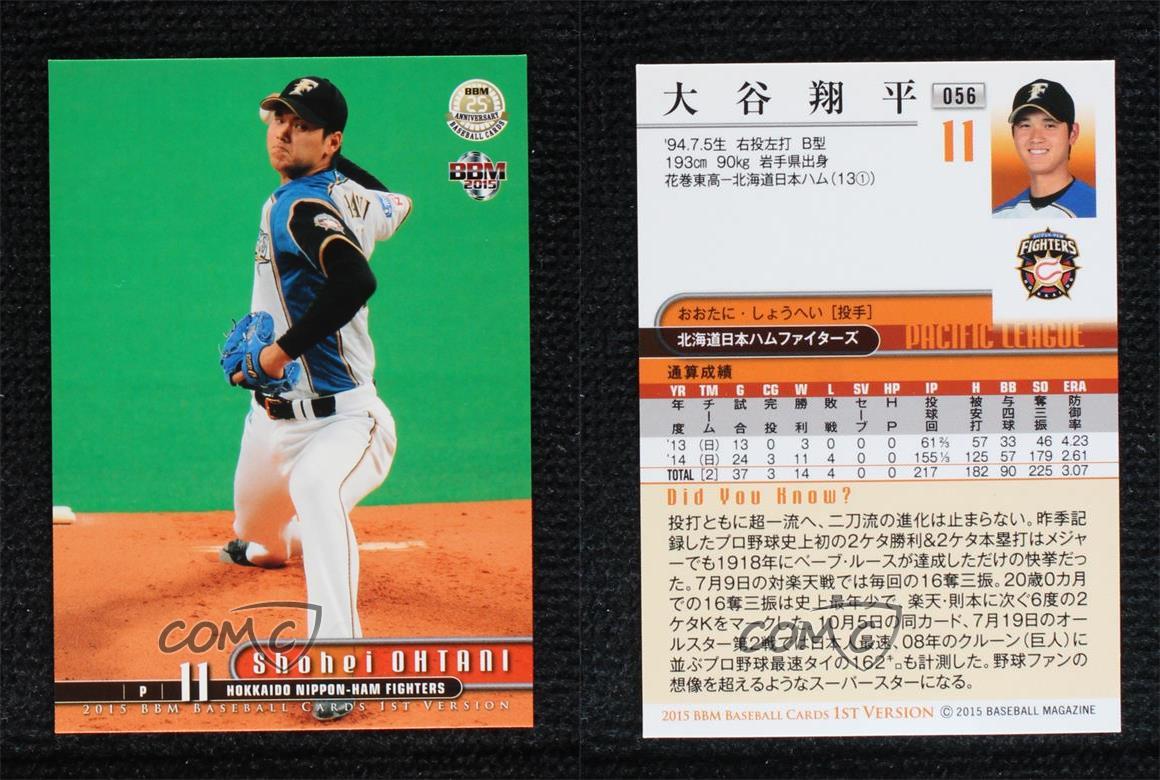 BBM
25
ANNIVERSARY
BASEBALL CARDS
BBM
2015
F
COMC
Shohei OHTANI
P 11 HOKKAIDO NIPPON-HAM FIGHTERS
2015 BBM BASEBALL CARDS 1ST VERSION
大谷翔平 056
'94.7.5生 右投左打 B型
193cm 90kg 岩手県出身
花巻東高−北海道日本ハム(13①)
11
F
FIGHTERS
おおたに・しょうへい[投手]
北海道日本ハムファイターズ PACIFIC LEAGUE
通算成績
YR TM G CG W L SV HP IP H BB SO ERA
年度 チーム 試合 完投 勝利 敗戦 セーブ HP 投球回 被安打 与四球 奪三振 防御率
'13 (日) 13 0 3 0 0 0 61⅔ 57 33 46 4.23
'14 (日) 24 3 11 4 0 0 155⅓ 125 57 179 2.61
TOTAL [2] 37 3 14 4 0 0 217 182 90 225 3.07
Did You Know?
投打ともに超一流へ、二刀流の進化は止まらない。昨季記
録したプロ野球史上初の2ケタ勝利&2ケタ本塁打はメジャ
ーでも1918年にベーブ・ルースが達成しただけの快挙だっ
た。7月9日の対楽天戦では毎回の16奪三振。20歳0カ月
での16奪三振は史上最年少で、楽天・則本に次ぐ6度の2
ケタKをマーク。10月5日の同カード、7月19日のオー
ルスター第2戦では日本人最速、08年のクルーン(巨人)に
並ぶプロ野球最速タイの162㌔も計測した。野球ファンの
想像を超えるようなスーパースターになる。
COMC
2015 BBM BASEBALL CARDS 1ST VERSION © 2015 BASEBALL MAGAZINE